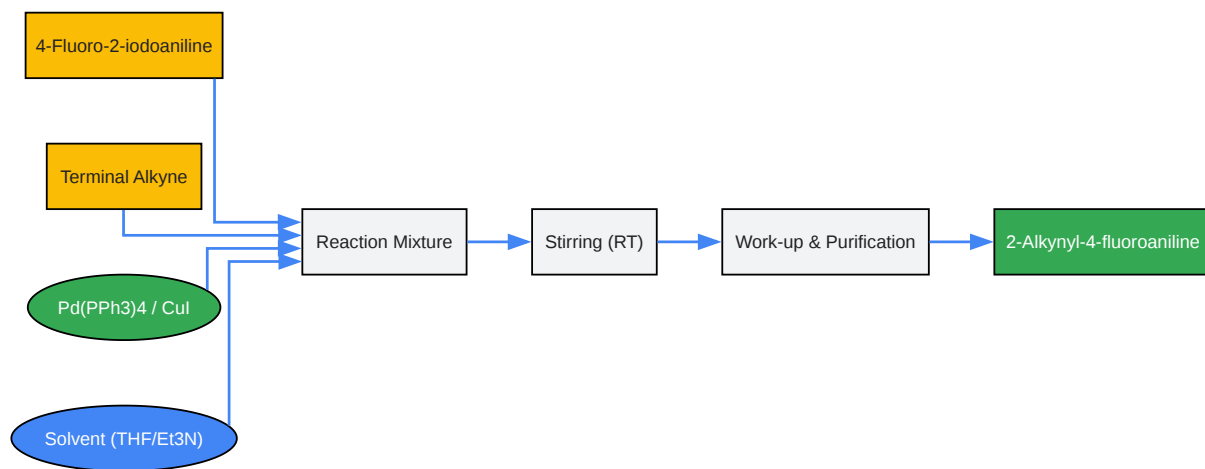 4-Fluoro-2-iodoaniline
Terminal Alkyne
Pd(PPh3)4 / CuI
Solvent (THF/Et3N)
Reaction Mixture
Stirring (RT)
Work-up & Purification
2-Alkynyl-4-fluoroaniline